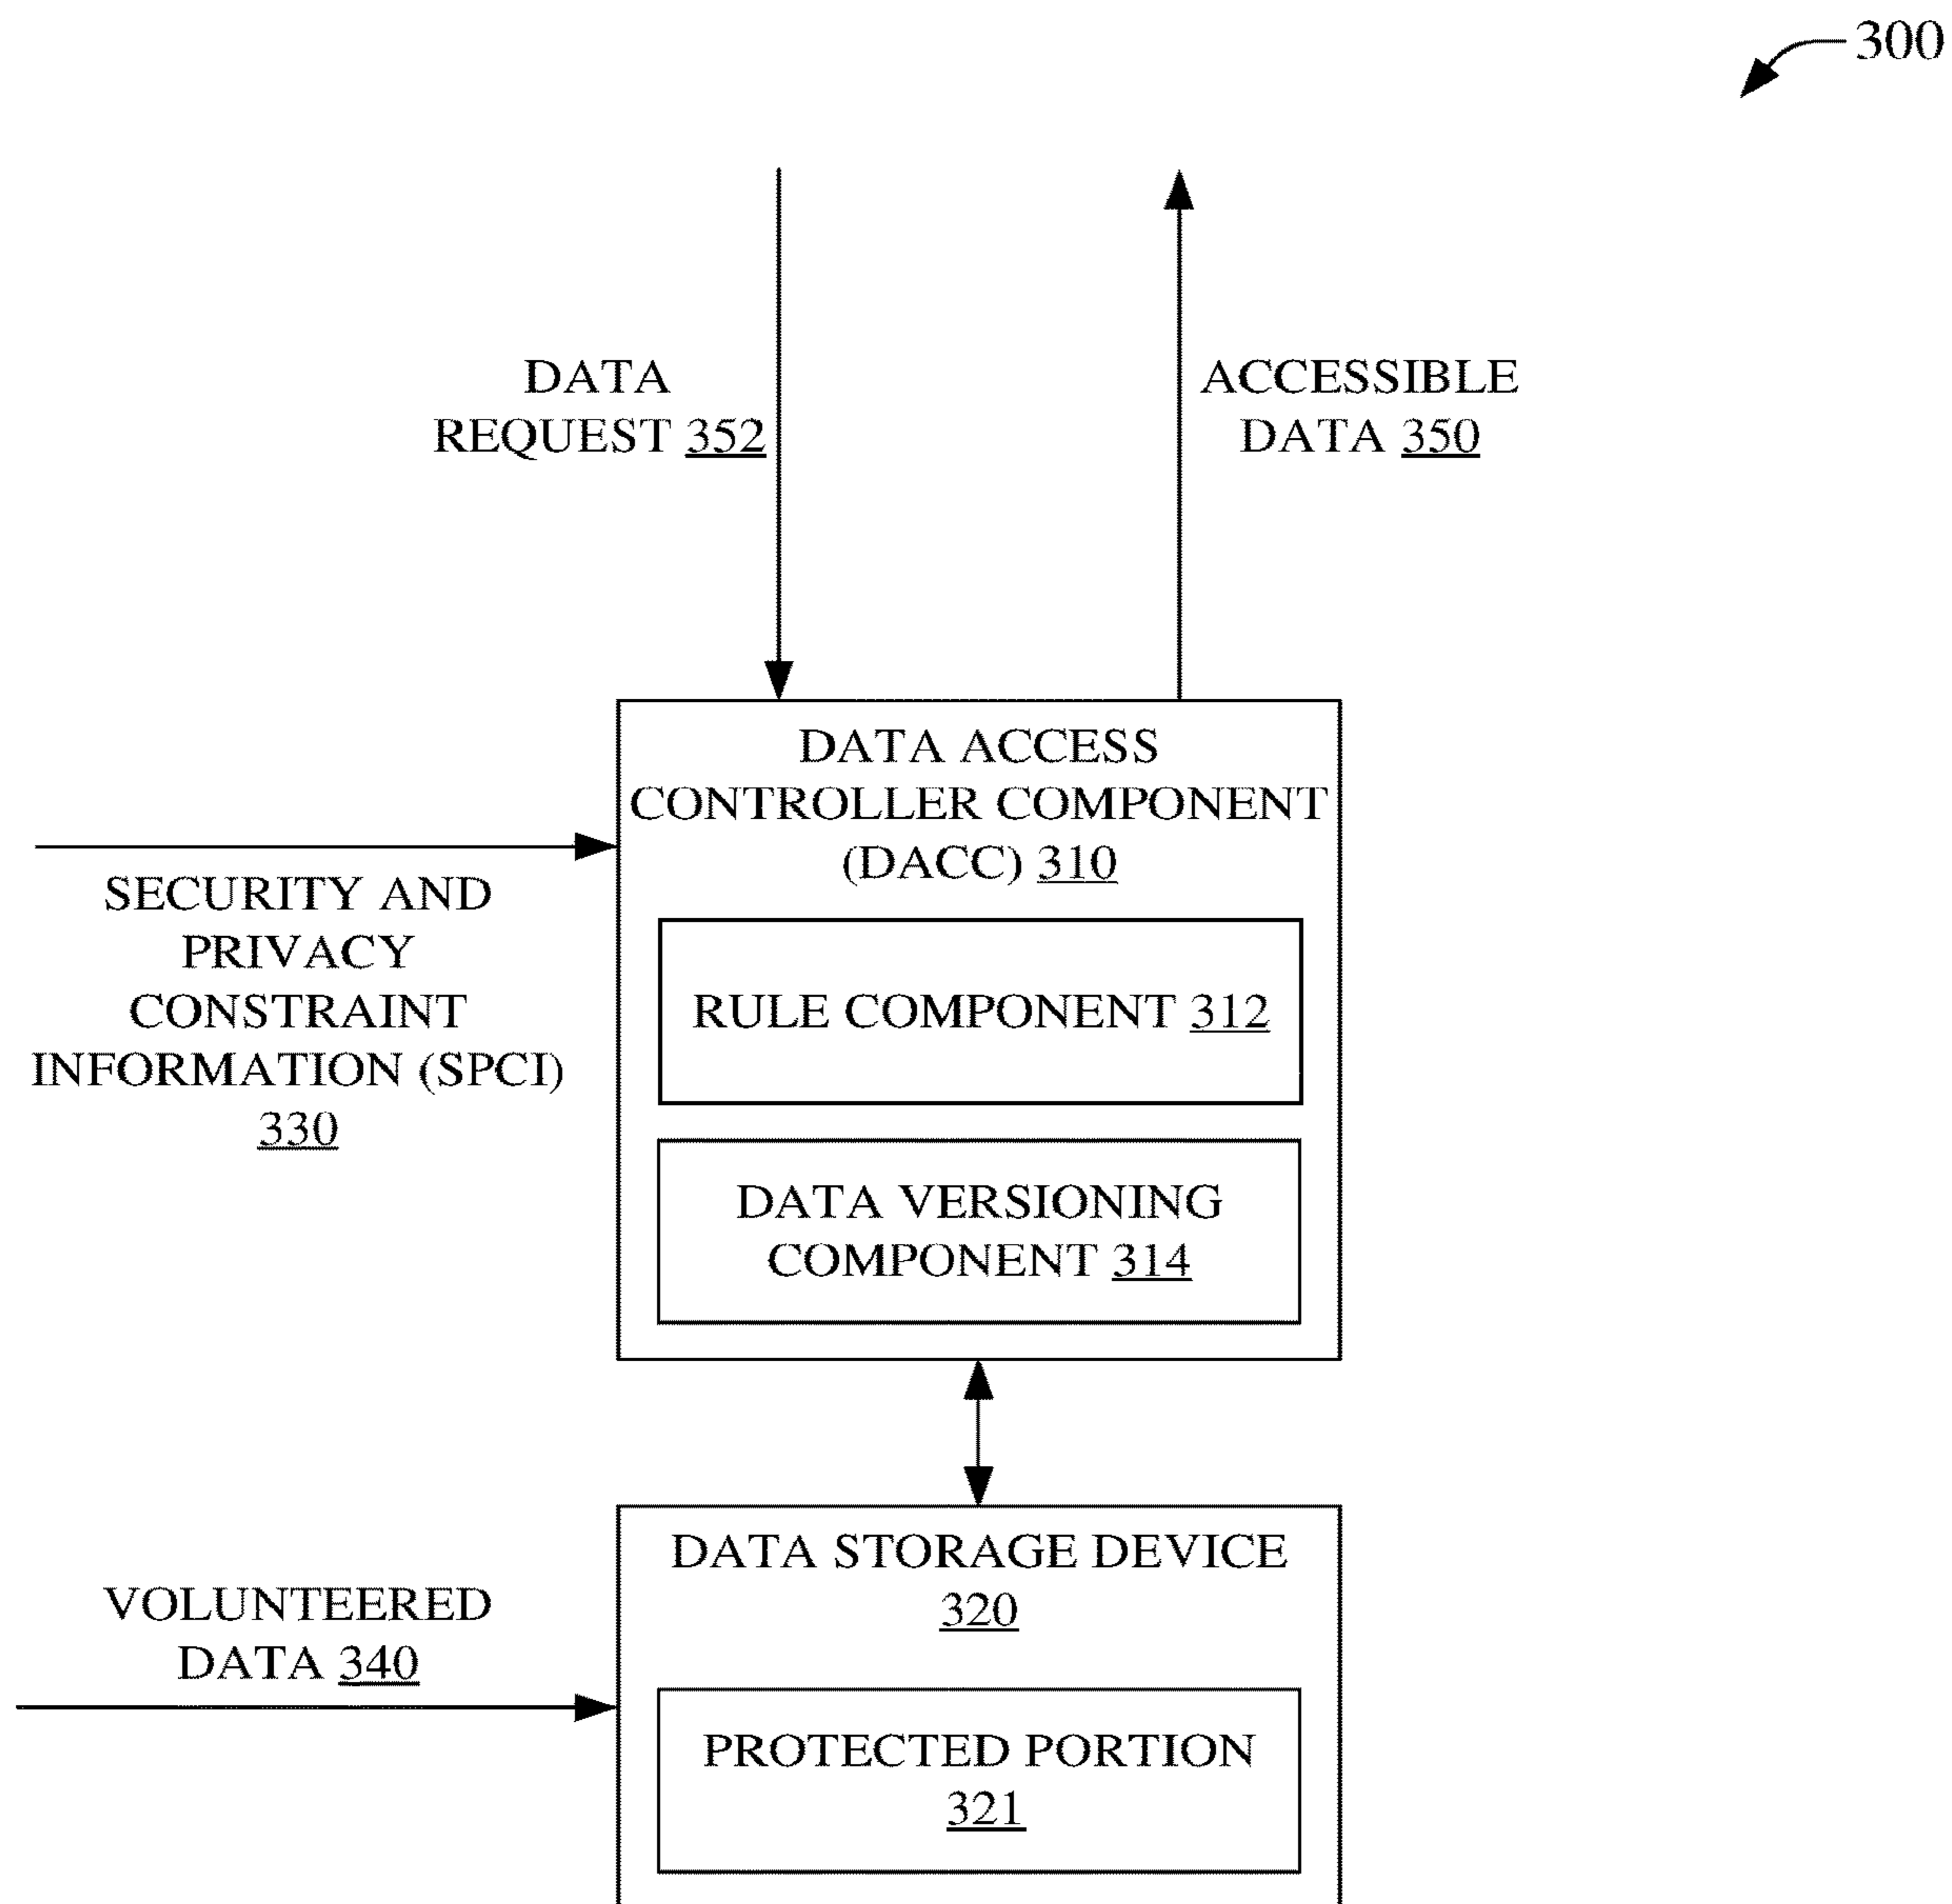 300
DATA
REQUEST 352
ACCESSIBLE
DATA 350
DATA ACCESS
CONTROLLER COMPONENT
(DACC) 310
SECURITY AND
PRIVACY
CONSTRAINT
INFORMATION (SPCI)
330
RULE COMPONENT 312
DATA VERSIONING
COMPONENT 314
DATA STORAGE DEVICE
320
VOLUNTEERED
DATA 340
PROTECTED PORTION
321